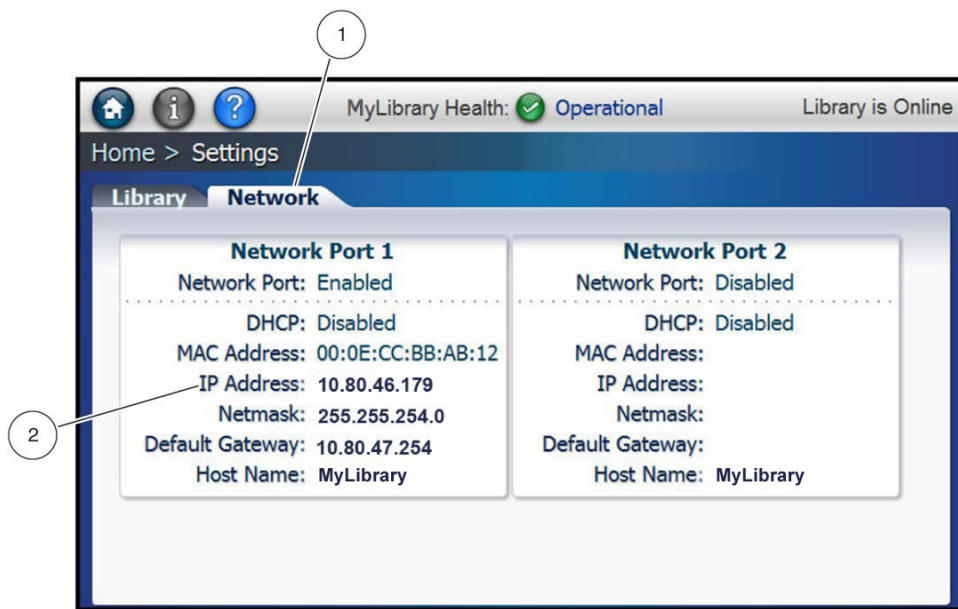 1
i ? MyLibrary Health: Operational Library is Online
Home > Settings
Library Network
Network Port 1
Network Port: Enabled
DHCP: Disabled
MAC Address: 00:0E:CC:BB:AB:12
IP Address: 10.80.46.179
Netmask: 255.255.254.0
Default Gateway: 10.80.47.254
Host Name: MyLibrary
2
Network Port 2
Network Port: Disabled
DHCP: Disabled
MAC Address:
IP Address:
Netmask:
Default Gateway:
Host Name: MyLibrary